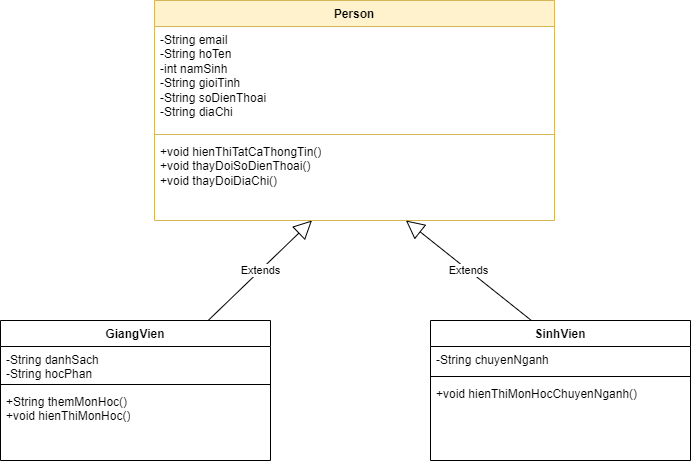 Person
-String email
-String hoTen
-int namSinh
-String gioiTinh
-String soDienThoai
-String diaChi
+void hienThiTatCaThongTin()
+void thayDoiSoDienThoai()
+void thayDoiDiaChi()
Extends
Extends
GiangVien
-String danhSach
-String hocPhan
+String themMonHoc()
+void hienThiMonHoc()
SinhVien
-String chuyenNganh
+void hienThiMonHocChuyenNganh()